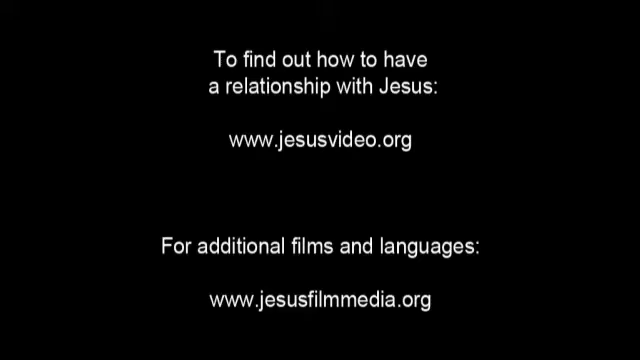 To find out how to have
a relationship with Jesus:
www.jesusvideo.org
For additional films and languages:
www.jesusfilmmedia.org